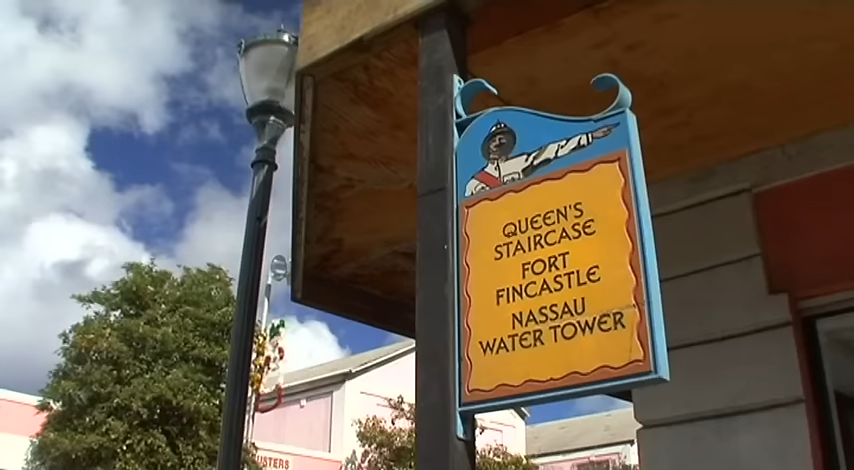 QUEEN'S
STAIRCASE
FORT
FINCASTLE
NASSAU
WATER TOWER